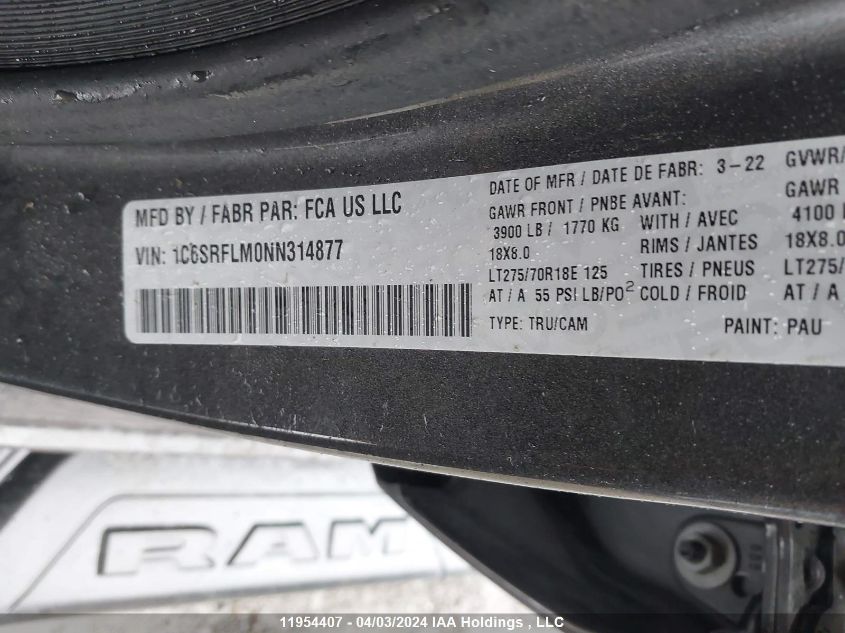 MFD BY / FABR PAR: FCA US LLC
VIN: 1C6SRFLM0NN314877
DATE OF MFR / DATE DE FABR: 3-22 GVWR/
GAWR FRONT / PNBE AVANT: GAWR
3900 LB / 1770 KG WITH / AVEC 4100 L
18X8.0 RIMS / JANTES 18X8.0
LT275/70R18E 125 TIRES / PNEUS LT275/
AT / A 55 PSI LB/PO² COLD / FROID AT / A
TYPE: TRU/CAM PAINT: PAU
RAM
11954407 - 04/03/2024 IAA Holdings , LLC